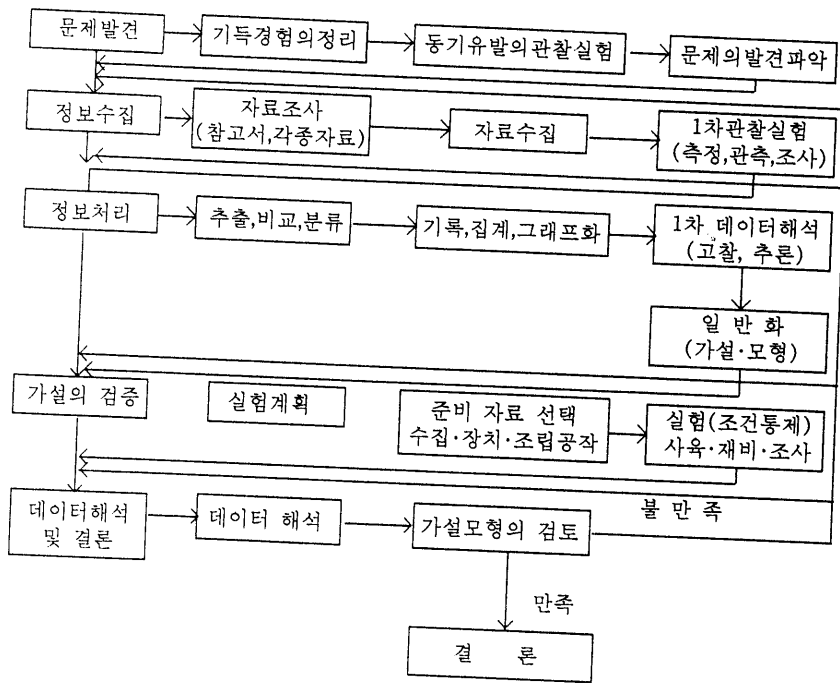 문제발견
기득경험의정리
동기유발의관찰실험
문제의발견파악
정보수집
자료조사
(참고서,각종자료)
자료수집
1차관찰실험
(측정,관측,조사)
정보처리
추출,비교,분류
기록,집계,그래프화
1차 데이터해석
(고찰, 추론)
일 반 화
(가설·모형)
가설의 검증
실험계획
준비 자료 선택
수집·장치·조립공작
실험(조건통제)
사육·재비·조사
불 만 족
데이터해석
및 결론
데이터 해석
가설모형의 검토
만족
결 론